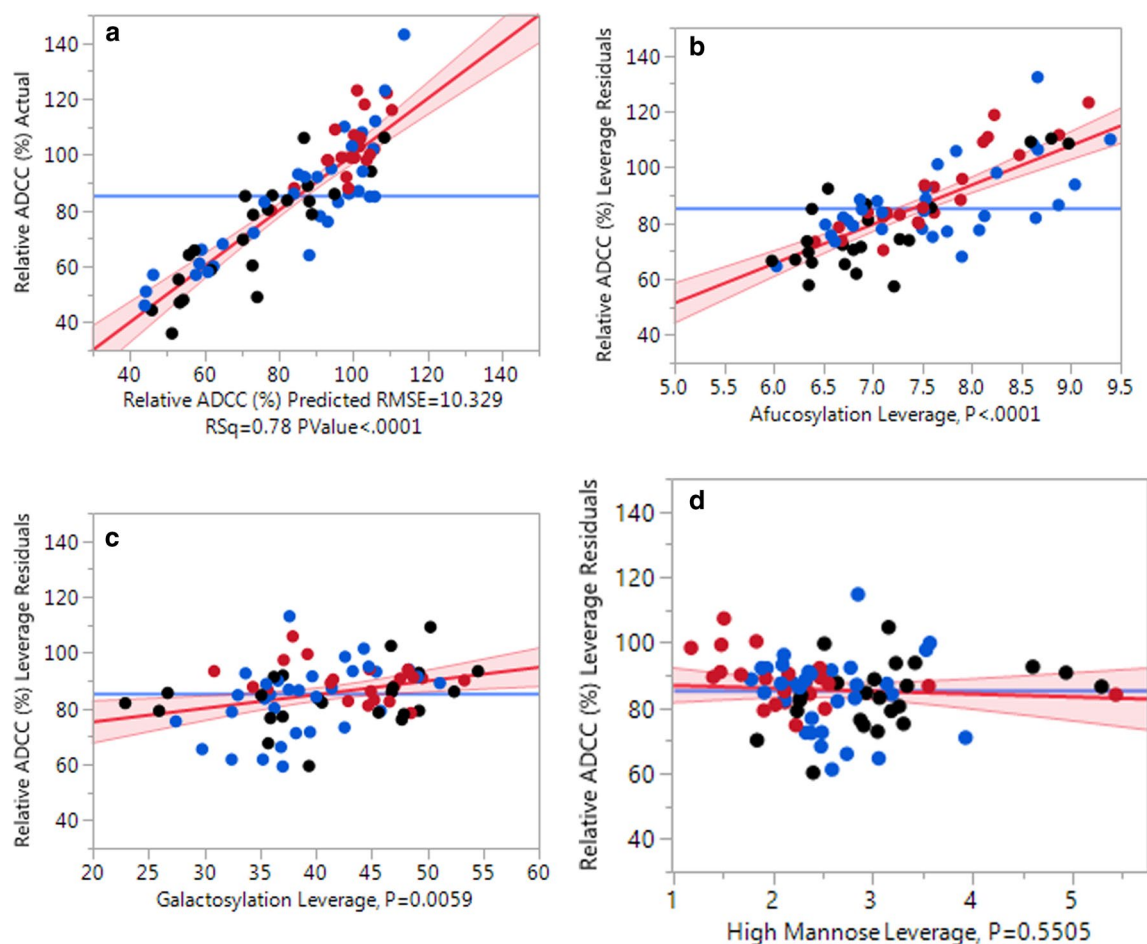 a
Relative ADCC (%) Actual
140
120
100
80
60
40
40 60 80 100 120 140
Relative ADCC (%) Predicted RMSE=10.329
RSq=0.78 PValue<.0001
b
Relative ADCC (%) Leverage Residuals
140
120
100
80
60
40
5.0 5.5 6.0 6.5 7.0 7.5 8.0 8.5 9.0 9.5
Afucosylation Leverage, P<.0001
c
Relative ADCC (%) Leverage Residuals
140
120
100
80
60
40
20 25 30 35 40 45 50 55 60
Galactosylation Leverage, P=0.0059
d
Relative ADCC (%) Leverage Residuals
140
120
100
80
60
40
1 2 3 4 5
High Mannose Leverage, P=0.5505